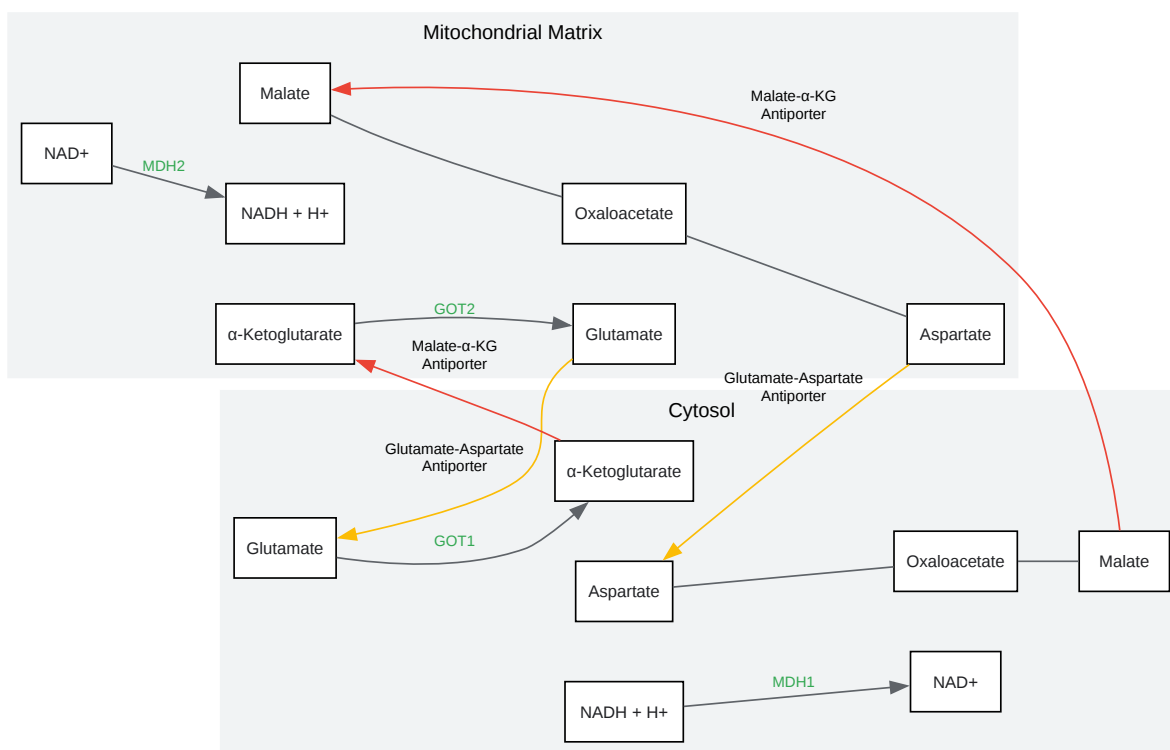 Mitochondrial Matrix
Malate
Malate-α-KG
Antiporter
NAD+
MDH2
NADH + H+
Oxaloacetate
α-Ketoglutarate
GOT2
Glutamate
Aspartate
Malate-α-KG
Antiporter
Glutamate-Aspartate
Antiporter
Cytosol
Glutamate-Aspartate
Antiporter
α-Ketoglutarate
Glutamate
GOT1
Aspartate
Oxaloacetate
Malate
NADH + H+
MDH1
NAD+